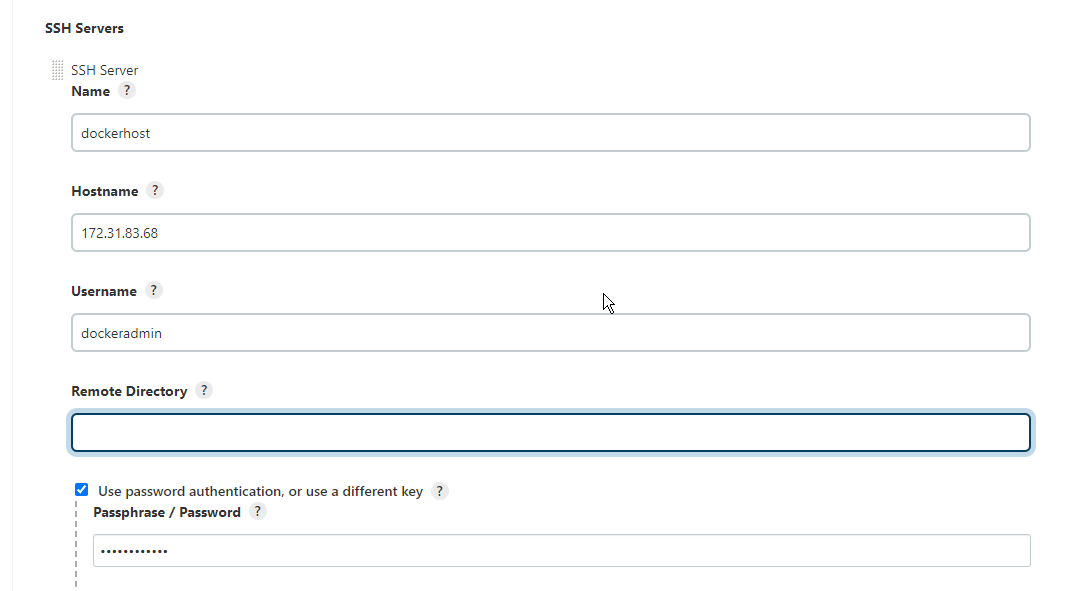 SSH Servers
SSH Server
Name ?
dockerhost
Hostname ?
172.31.83.68
Username ?
dockeradmin
Remote Directory ?
Use password authentication, or use a different key ?
Passphrase / Password ?
••••••••••••